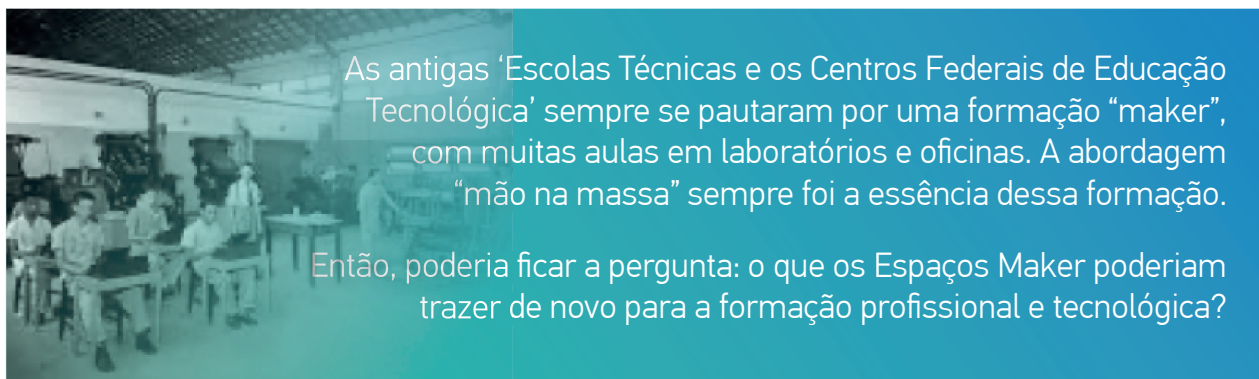 As antigas ‘Escolas Técnicas e os Centros Federais de Educação
Tecnológica’ sempre se pautaram por uma formação “maker”,
com muitas aulas em laboratórios e oficinas. A abordagem
“mão na massa” sempre foi a essência dessa formação.
Então, poderia ficar a pergunta: o que os Espaços Maker poderiam
trazer de novo para a formação profissional e tecnológica?